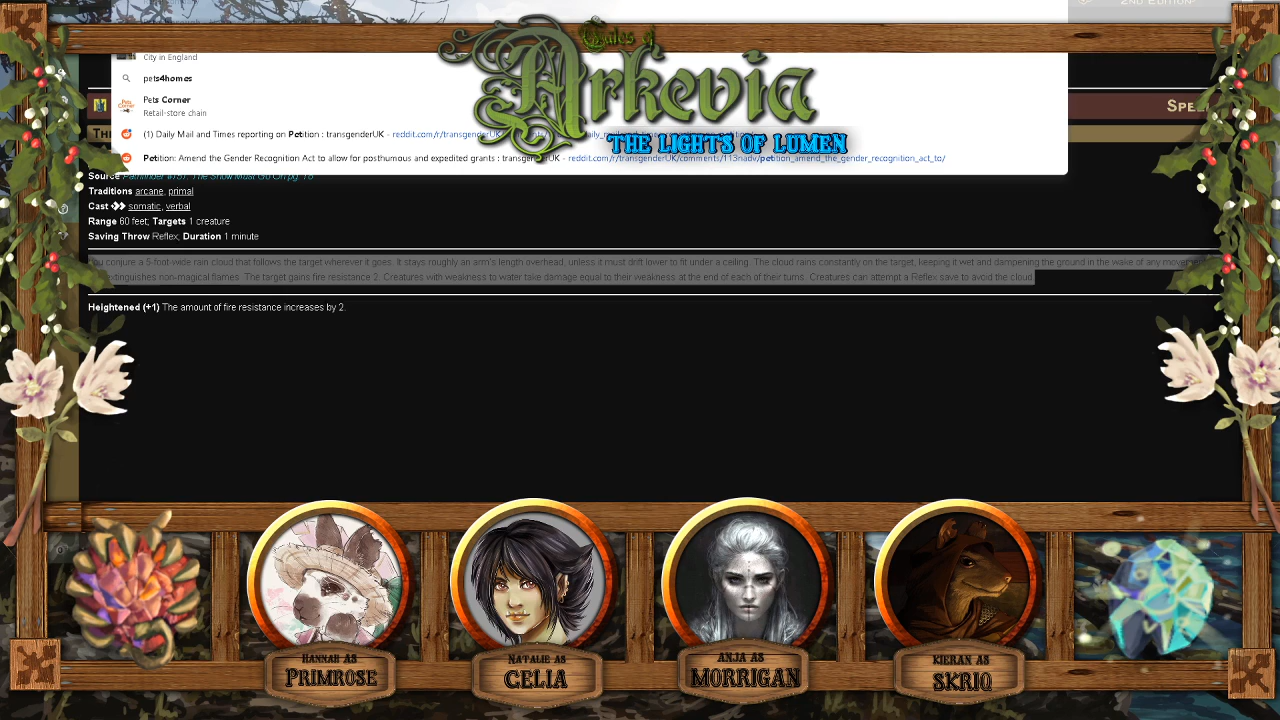 2ND EDITION
Tales of
Arkevia
THE LIGHTS OF LUMEN
City in England
pets4homes
Pets Corner
Retail-store chain
(1) Daily Mail and Times reporting on Petition : transgenderUK - reddit.com/r/transgenderUK/
Petition: Amend the Gender Recognition Act to allow for posthumous and expedited grants : transgenderUK - reddit.com/r/transgenderUK/comments/113nadv/petition_amend_the_gender_recognition_act_to/
Source Pathfinder #151: The Show Must Go On pg. 76
Traditions arcane, primal
Cast somatic, verbal
Range 60 feet; Targets 1 creature
Saving Throw Reflex; Duration 1 minute
You conjure a 5-foot-wide rain cloud that follows the target wherever it goes. It stays roughly an arm's length overhead, unless it must drift lower to fit under a ceiling. The cloud rains constantly on the target, keeping it wet and dampening the ground in the wake of any
extinguishes non-magical flames. The target gains fire resistance 2. Creatures with weakness to water take damage equal to their weakness at the end of each of their turns. Creatures can attempt a Reflex save to avoid the cloud
Heightened (+1) The amount of fire resistance increases by 2.
HANNAH AS
PRIMROSE
NATALIE AS
CELIA
ANJA AS
MORRIGAN
KIERAN AS
SKRIQ